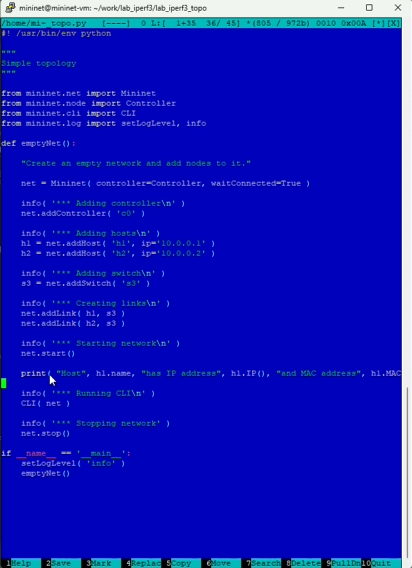 mininet@mininet-vm: ~/work/lab_iperf3/lab_iperf3_topo
/home/mi~_topo.py   [----]  0 L:[  1+35  36/ 45] *(805 / 972b) 0010 0x00A [*][X]
#! /usr/bin/env python
"""
Simple topology
"""
from mininet.net import Mininet
from mininet.node import Controller
from mininet.cli import CLI
from mininet.log import setLogLevel, info
def emptyNet():
    "Create an empty network and add nodes to it."
    net = Mininet( controller=Controller, waitConnected=True )
    info( '*** Adding controller\n' )
    net.addController( 'c0' )
    info( '*** Adding hosts\n' )
    h1 = net.addHost( 'h1', ip='10.0.0.1' )
    h2 = net.addHost( 'h2', ip='10.0.0.2' )
    info( '*** Adding switch\n' )
    s3 = net.addSwitch( 's3' )
    info( '*** Creating links\n' )
    net.addLink( h1, s3 )
    net.addLink( h2, s3 )
    info( '*** Starting network\n' )
    net.start()
    print( "Host", h1.name, "has IP address", h1.IP(), "and MAC address", h1.MAC
    info( '*** Running CLI\n' )
    CLI( net )
    info( '*** Stopping network' )
    net.stop()
if __name__ == '__main__':
    setLogLevel( 'info' )
    emptyNet()
1Help 2Save 3Mark 4Replac 5Copy 6Move 7Search 8Delete 9PullDn 10Quit